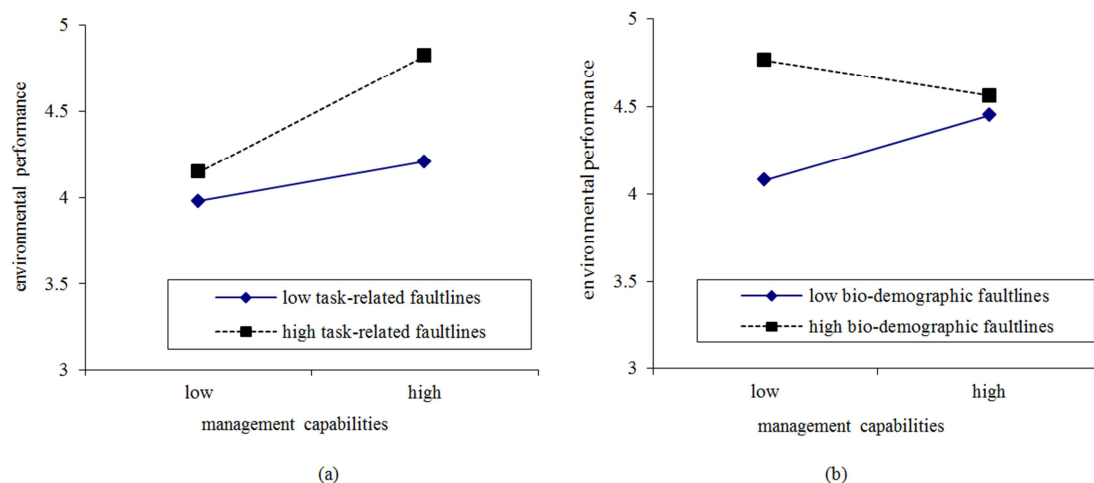 5
4.5
4
3.5
3
environmental performance
low task-related faultlines
high task-related faultlines
low
high
management capabilities
(a)
5
4.5
4
3.5
3
environmental performance
low bio-demographic faultlines
high bio-demographic faultlines
low
high
management capabilities
(b)